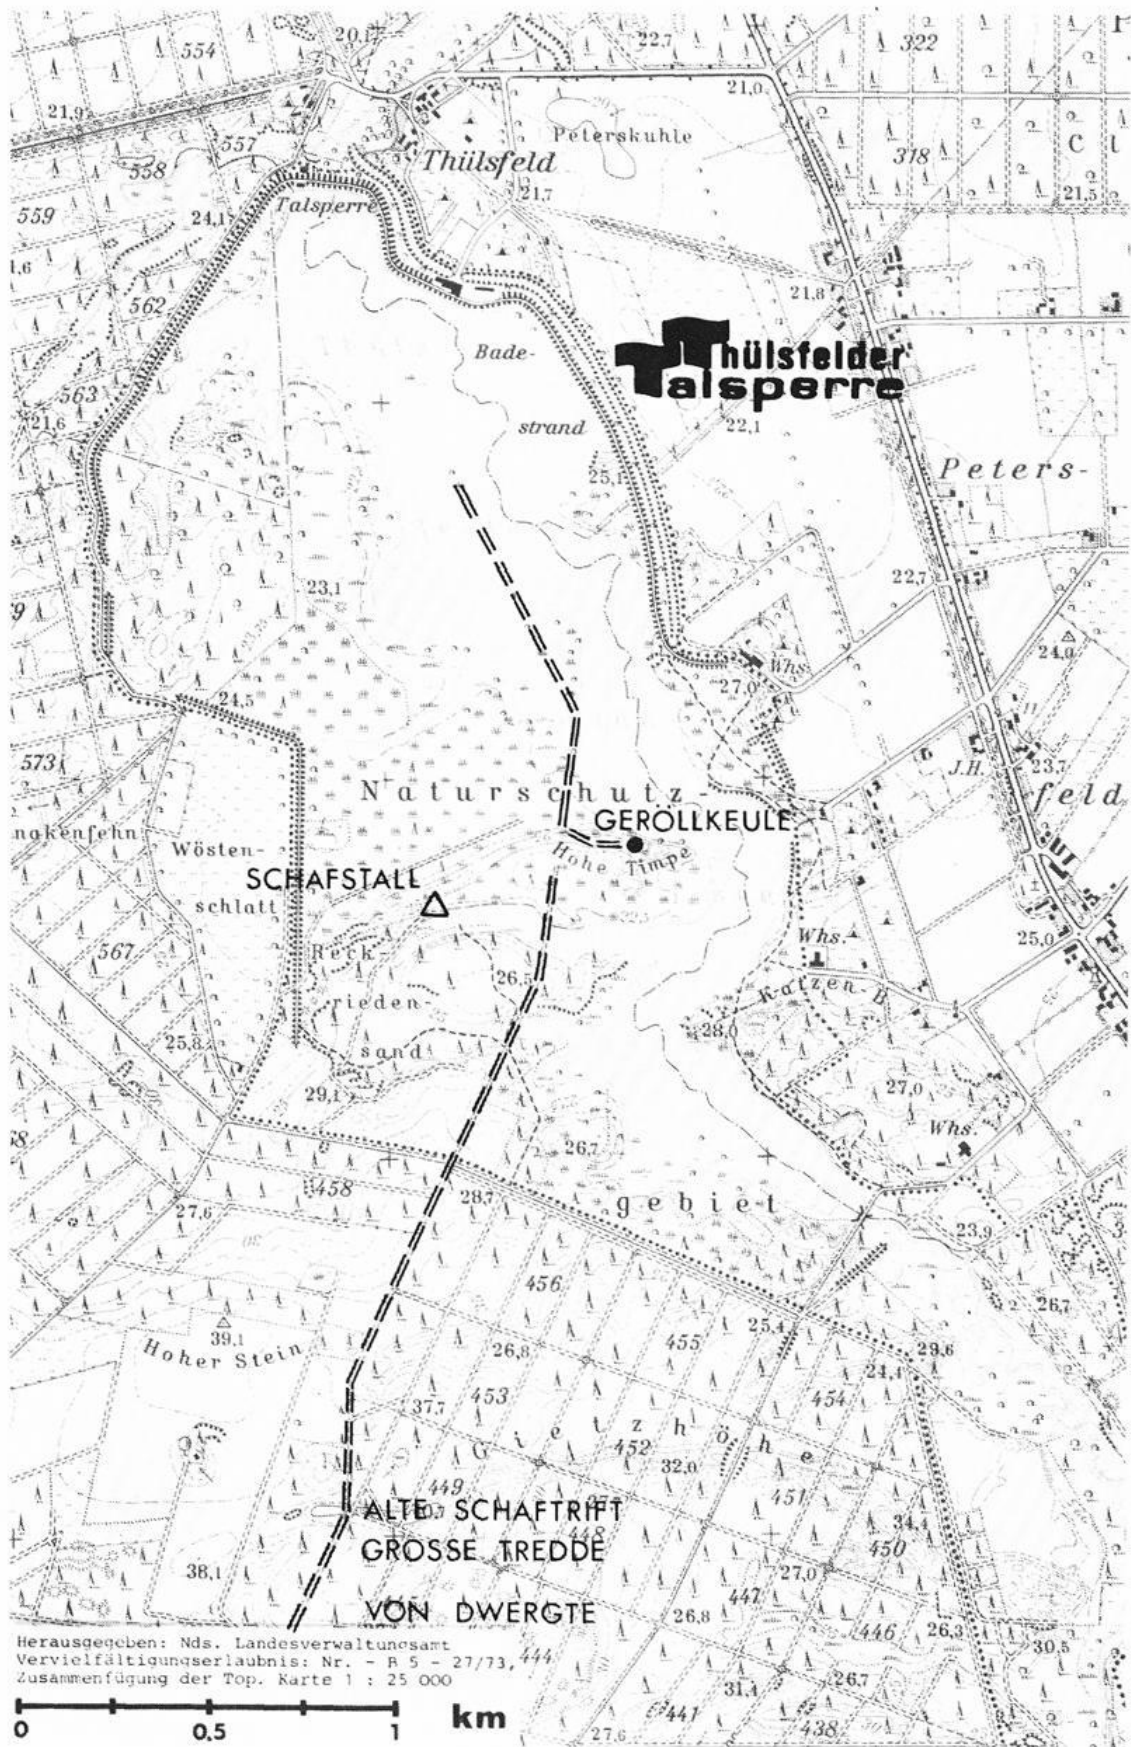 554
20,1
22,7
322
P
21,9
557
21,0
Peterskuhle
558
Thülsfeld
318
C l
559
24,1
Talsperre
21,7
21,5
562
21,8
Bade-
Thülsfelder
Talsperre
563
21,6
strand
22,1
25,1
Peters-
23,1
22,7
24,0
Whs.
27,0
24,5
573
J.H.
23,7
Naturschutz-
feld
nakenfehn
GERÖLLKEULE
Wösten-
Hohe Timpe
SCHAFSTALL
schlatt
567
Reck-
Whs.
25,0
26,5
Katzen-B
rieden-
28,0
25,8
sand
29,1
27,0
26,7
Whs.
458
27,6
28,7
gebiet
23,9
456
26,7
39,1
Hoher Stein
25,4
455
26,8
29,6
24,4
453
454
37,7
Gietzhöhe
452
32,0
449
451
ALTE SCHAFTRIFT
448
34,4
GROSSE TREDDE
450
38,1
27,0
447
VON DWERGTE
26,8
446
26,3
30,5
Herausgegeben: Nds. Landesverwaltungsamt
Vervielfältigungserlaubnis: Nr. - B 5 - 27/73,
444
Zusammenfügung der Top. Karte 1 : 25 000
26,7
31,4
441
438
27,6
0 0,5 1 km